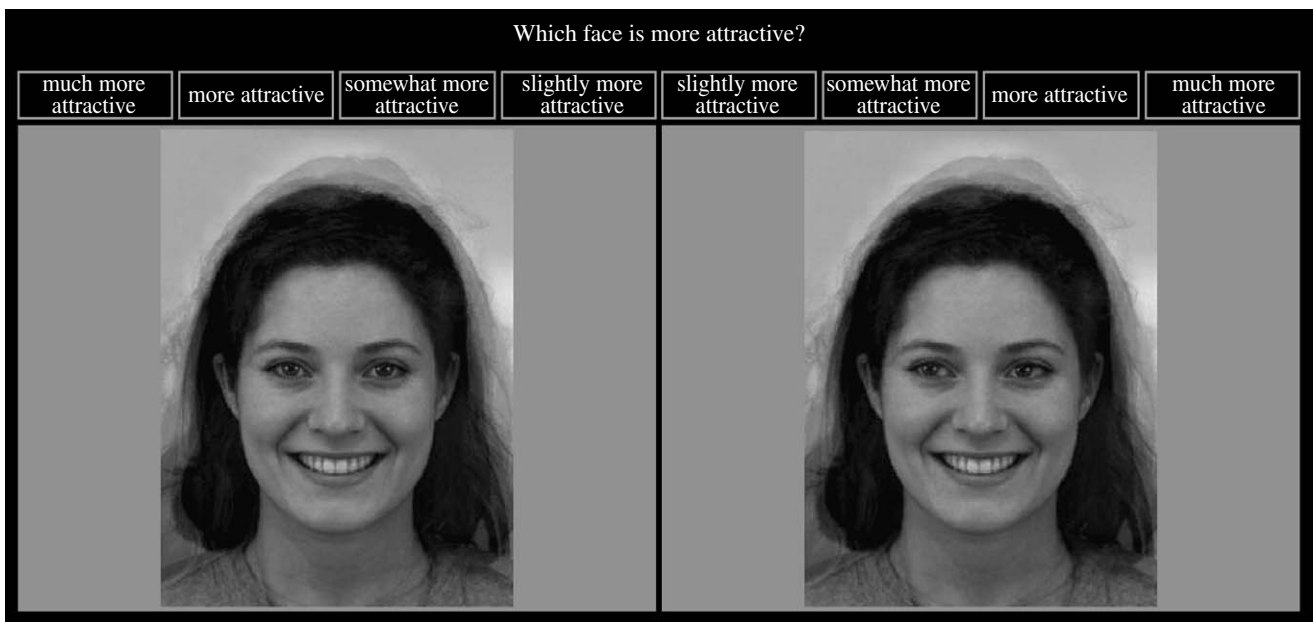 Which face is more attractive?
much more
attractive
more attractive
somewhat more
attractive
slightly more
attractive
slightly more
attractive
somewhat more
attractive
more attractive
much more
attractive